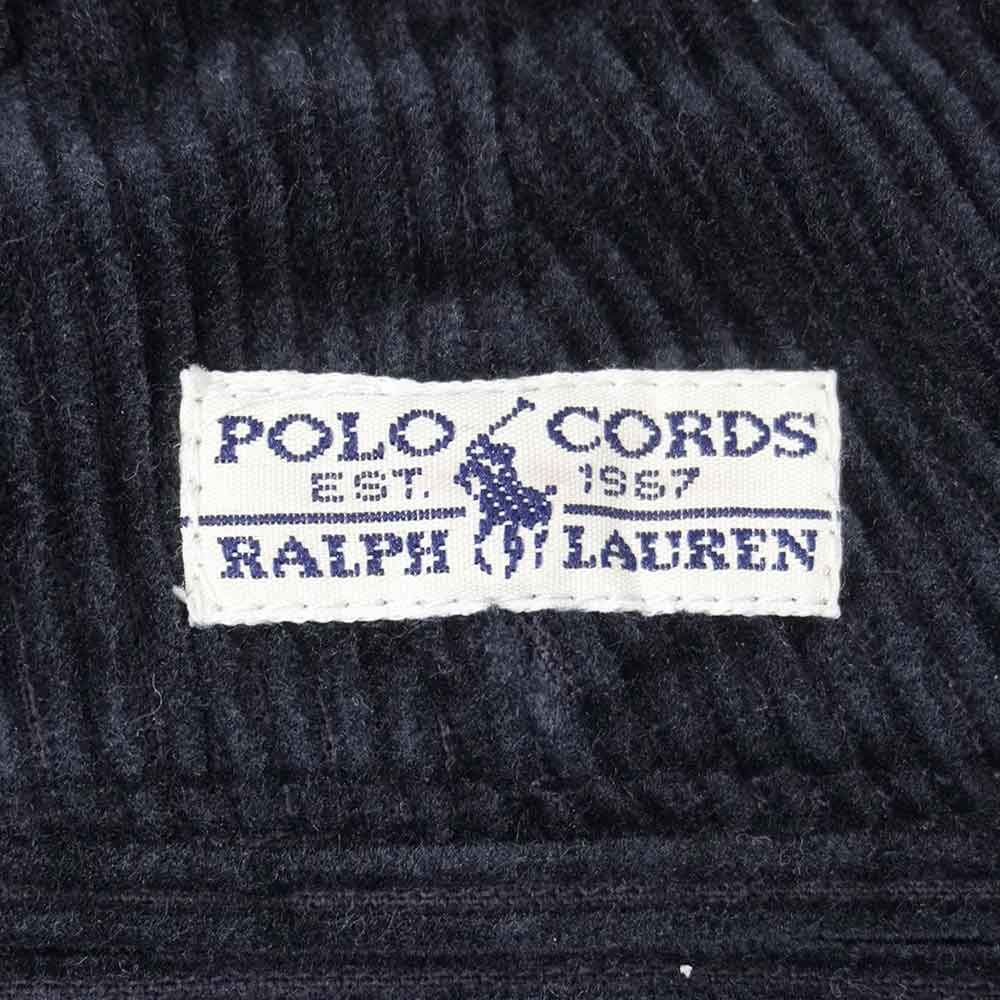 POLO CORDS
EST. 1967
RALPH LAUREN